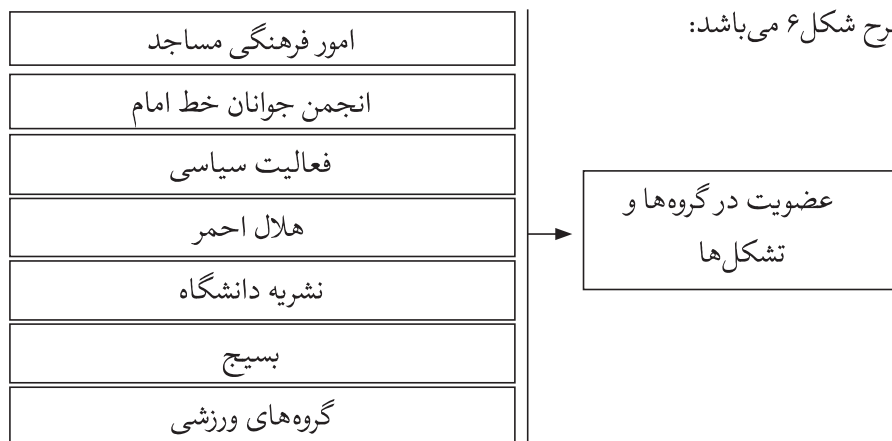 رح شکل۶ می‌باشد:
امور فرهنگی مساجد
انجمن جوانان خط امام
فعالیت سیاسی
هلال احمر
نشریه دانشگاه
بسیج
گروه‌های ورزشی
عضویت در گروه‌ها و
تشکل‌ها